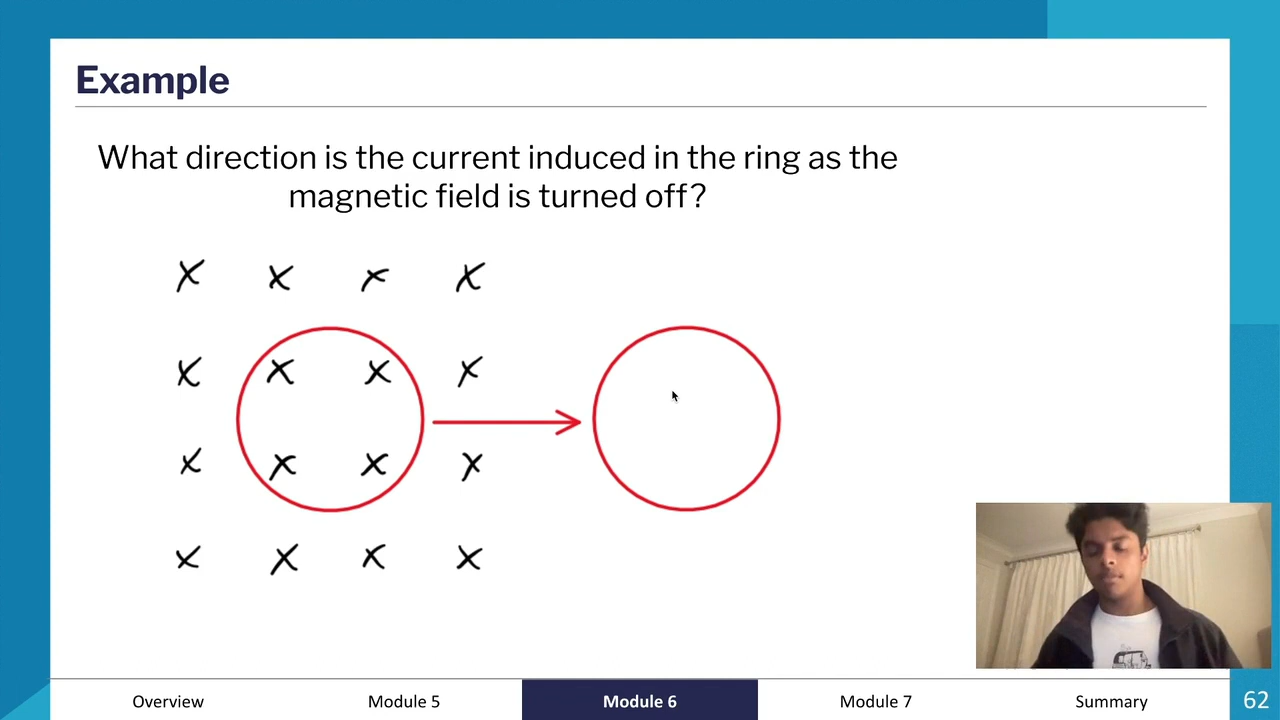 Example
What direction is the current induced in the ring as the
magnetic field is turned off?
x x x x
x x x x
x x x x
x x x x
Overview Module 5 Module 6 Module 7 Summary 62